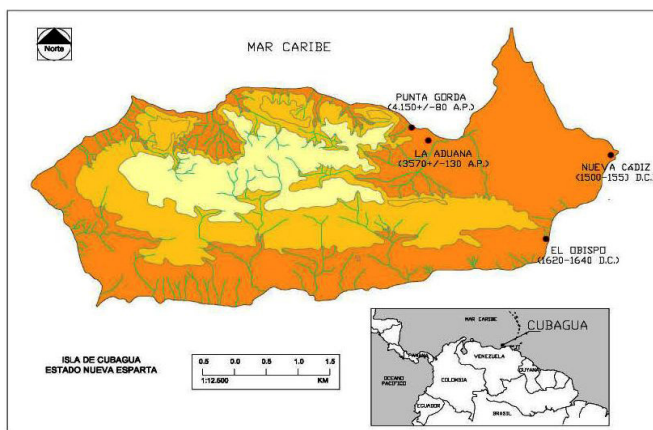 Norte
MAR CARIBE
PUNTA GORDA
(4.150+/-80 A.P.)
LA ADUANA
(3570+/-130 A.P.)
NUEVA CADIZ
(1500-1550 D.C.
EL OBISPO
(1620-1640 D.C.)
ISLA DE CUBAGUA
ESTADO NUEVA ESPARTA
0.5 0 0.5 1.0 1.5
1:12.500 KM
MAR CARIBE
CUBAGUA
PANAMA
VENEZUELA
GUYANA
OCEANO
PACIFICO
COLOMBIA
ECUADOR
BRASIL